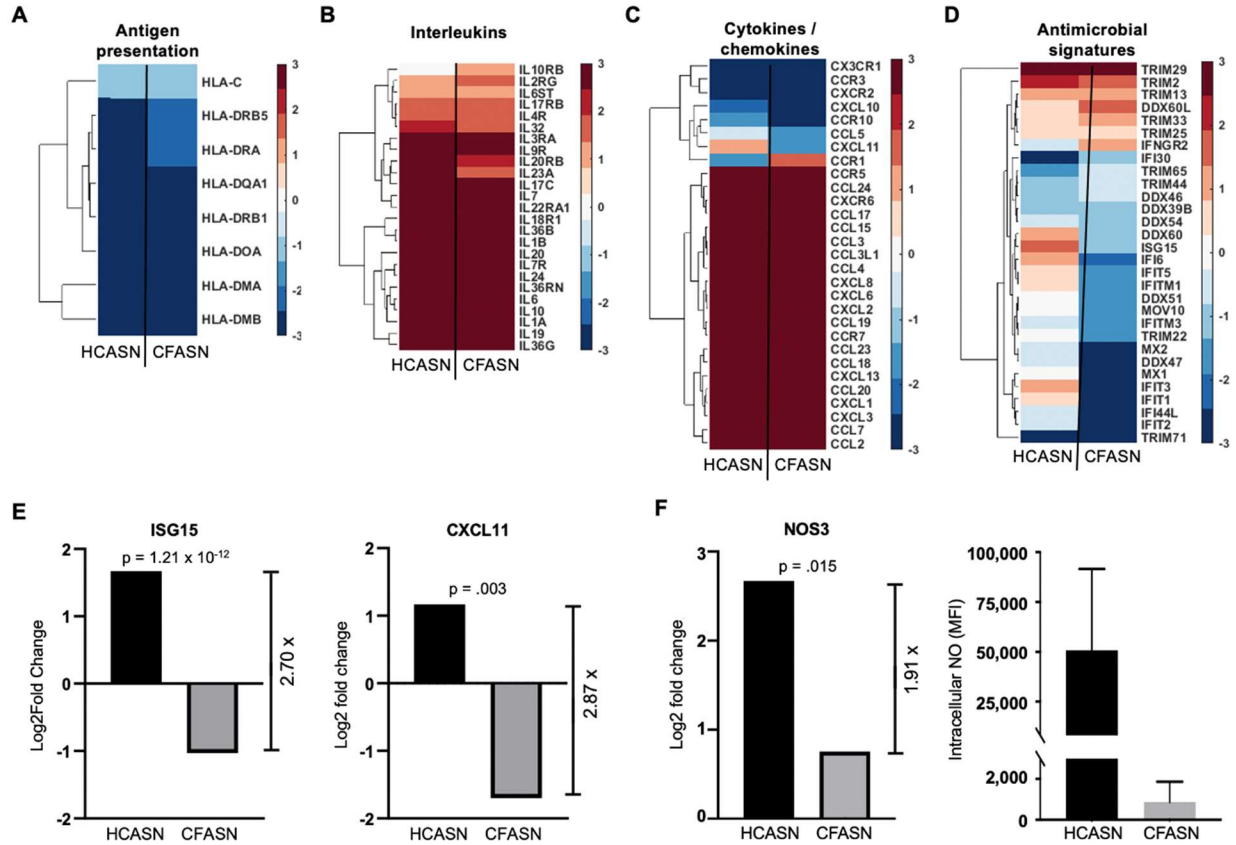 A
Antigen
presentation
HLA-C
HLA-DRB5
HLA-DRA
HLA-DQA1
HLA-DRB1
HLA-DOA
HLA-DMA
HLA-DMB
3
2
1
0
-1
-2
-3
HCASN
CFASN
B
Interleukins
IL10RB
IL2RG
IL6ST
IL17RB
IL4R
IL32
IL3RA
IL9R
IL20RB
IL23A
IL17C
IL7
IL22RA1
IL18R1
IL36B
IL1B
IL20
IL7R
IL24
IL36RN
IL6
IL10
IL1A
IL19
IL36G
3
2
1
0
-1
-2
-3
HCASN
CFASN
C
Cytokines /
chemokines
CX3CR1
CCR3
CXCR2
CXCL10
CCR10
CCL5
CXCL11
CCR1
CCR5
CCL24
CXCR6
CCL17
CCL15
CCL3
CCL3L1
CCL4
CXCL8
CXCL6
CXCL2
CCL19
CCR7
CCL23
CCL18
CXCL13
CCL20
CXCL1
CXCL3
CCL7
CCL2
3
2
1
0
-1
-2
-3
HCASN
CFASN
D
Antimicrobial
signatures
TRIM29
TRIM2
TRIM13
DDX60L
TRIM33
TRIM25
IFNGR2
IFI30
TRIM65
TRIM44
DDX46
DDX39B
DDX54
DDX60
ISG15
IFI6
IFIT5
IFITM1
DDX51
MOV10
IFITM3
TRIM22
MX2
DDX47
MX1
IFIT3
IFIT1
IFI44L
IFIT2
TRIM71
3
2
1
0
-1
-2
-3
HCASN
CFASN
E
ISG15
p = 1.21 x 10-12
Log2Fold Change
2
1
0
-1
-2
2.70 x
HCASN
CFASN
CXCL11
p = .003
Log2 fold change
2
1
0
-1
-2
2.87 x
HCASN
CFASN
F
NOS3
p = .015
Log2 fold change
3
2
1
0
1.91 x
HCASN
CFASN
Intracellular NO (MFI)
100,000
75,000
50,000
25,000
2,000
0
HCASN
CFASN